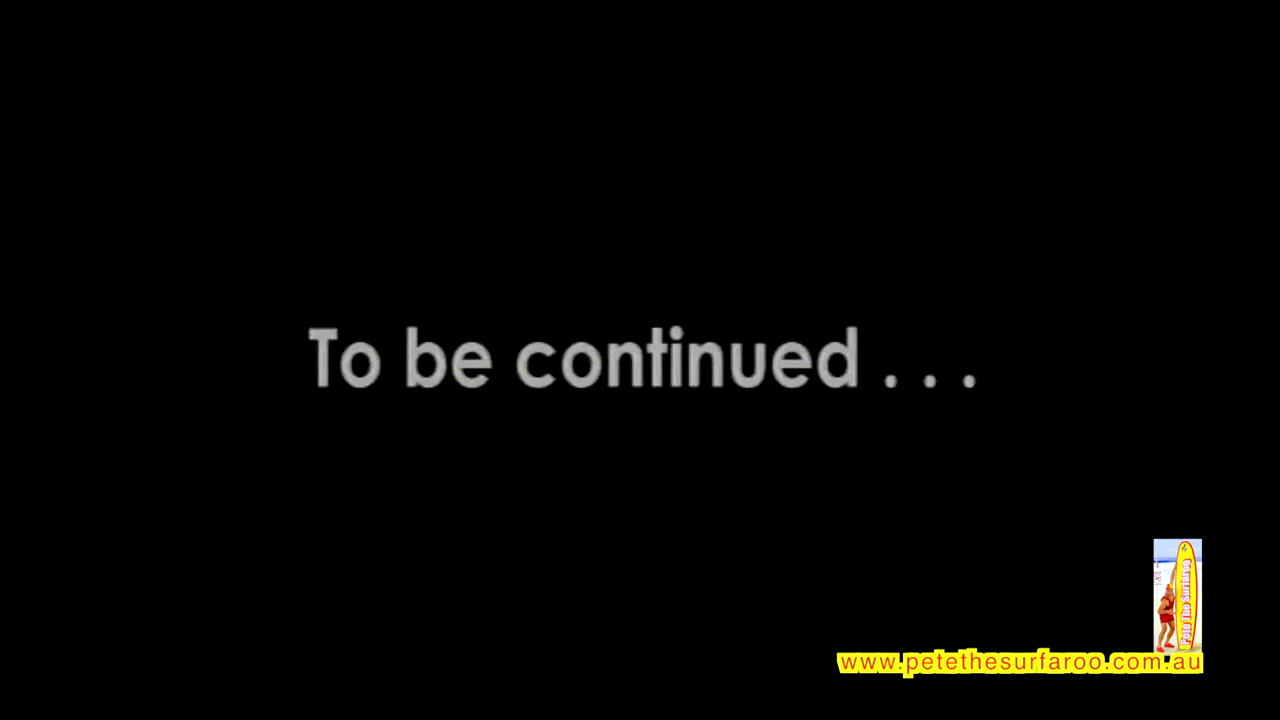 To be continued . . .
Pete The Surfaroo
www.petethesurfaroo.com.au